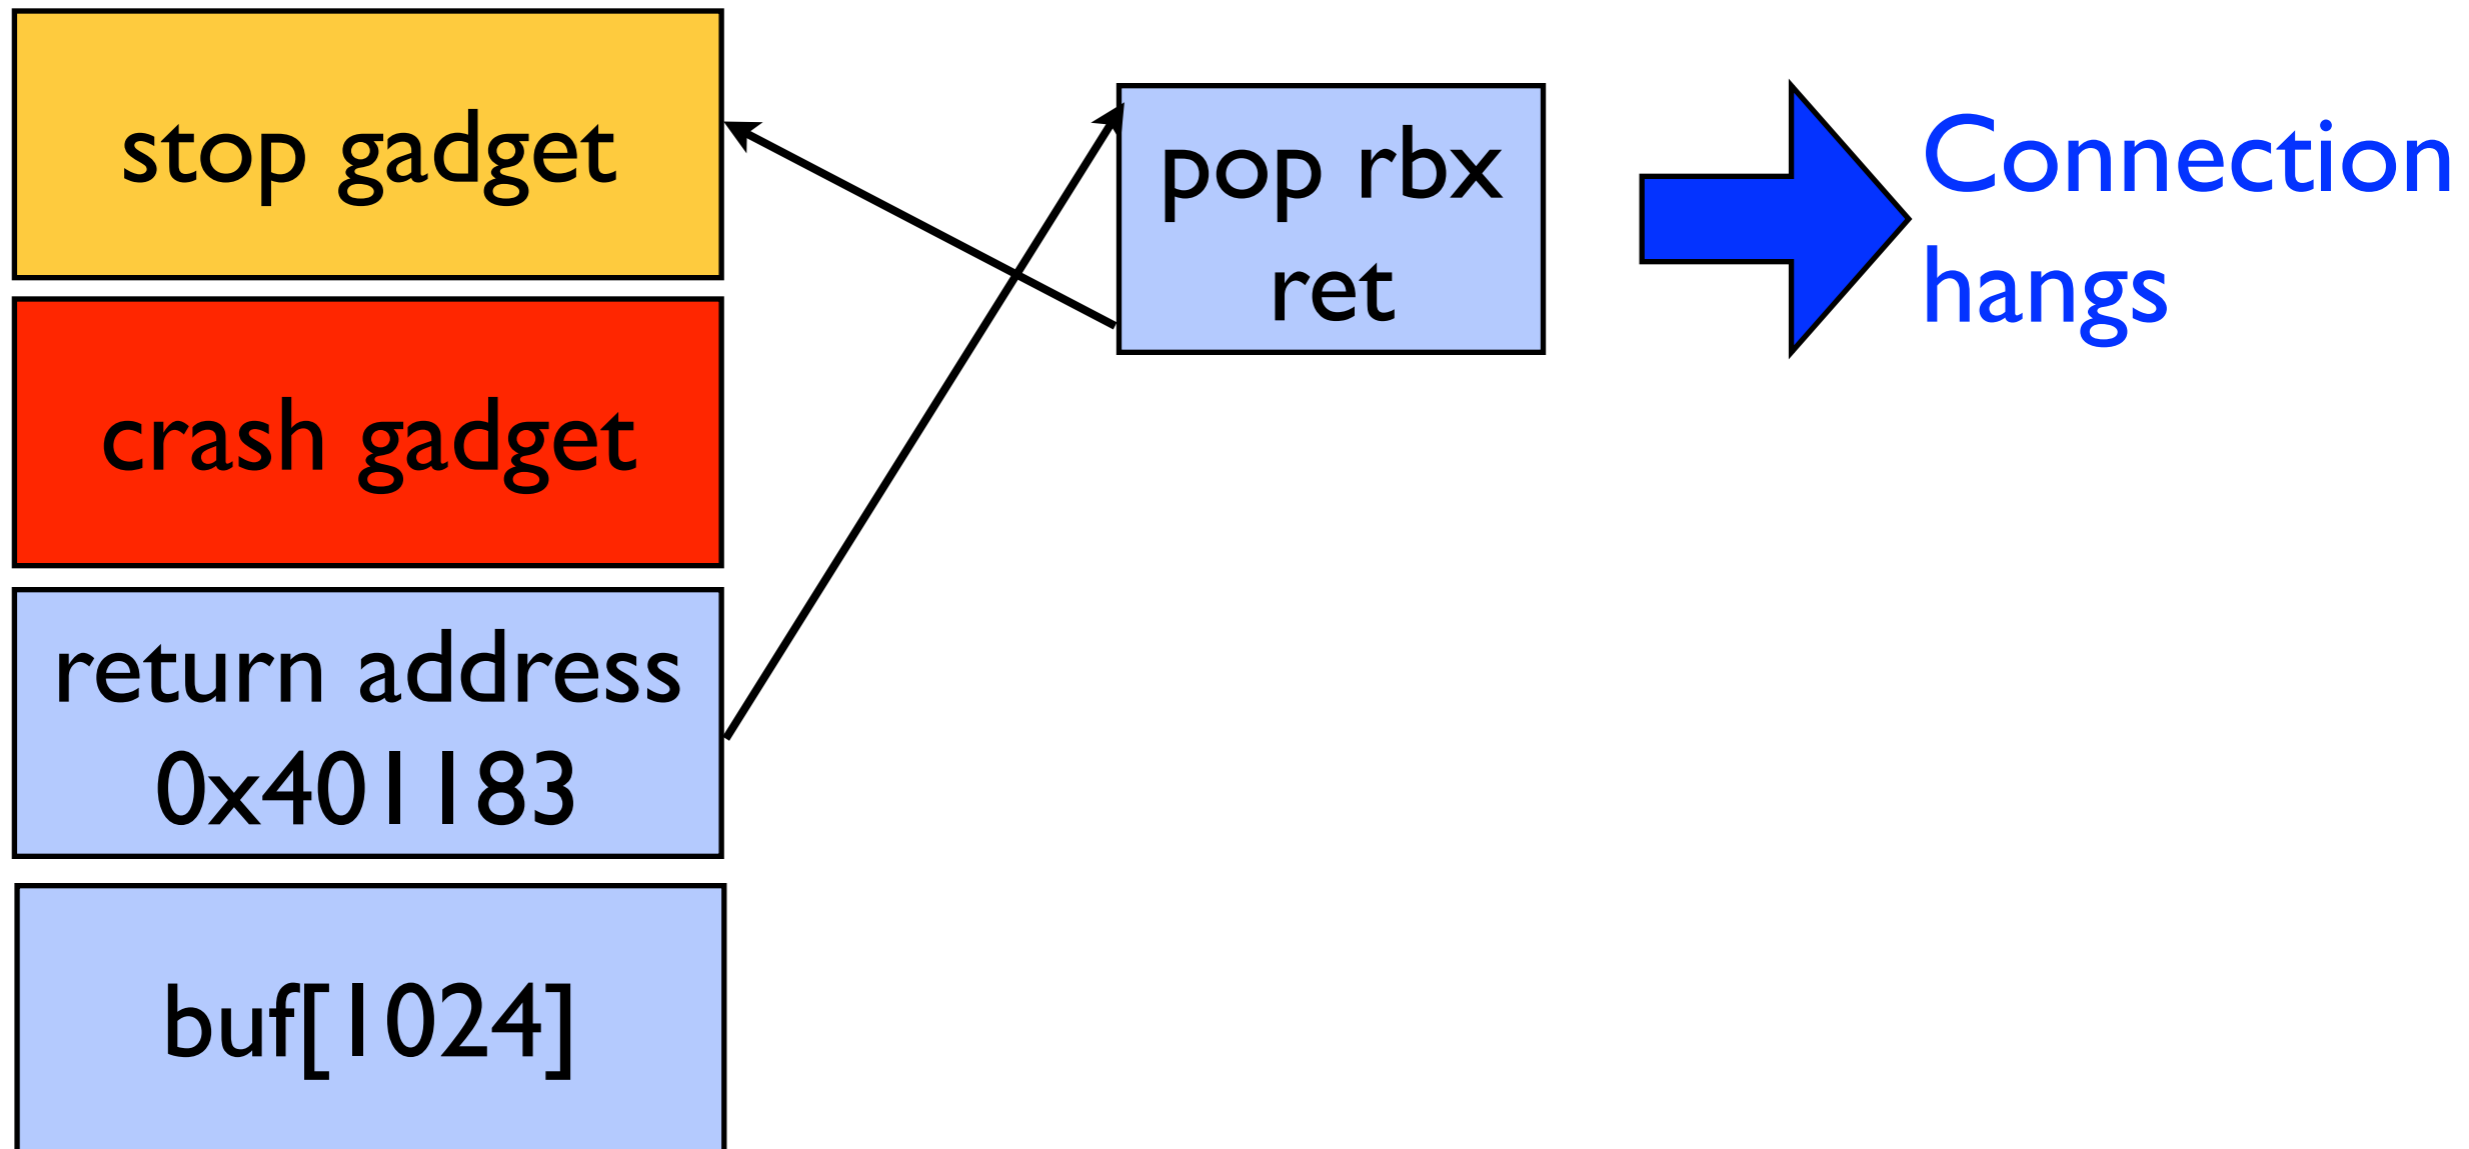 stop gadget
crash gadget
return address
0x401183
buf[1024]
pop rbx
ret
Connection
hangs